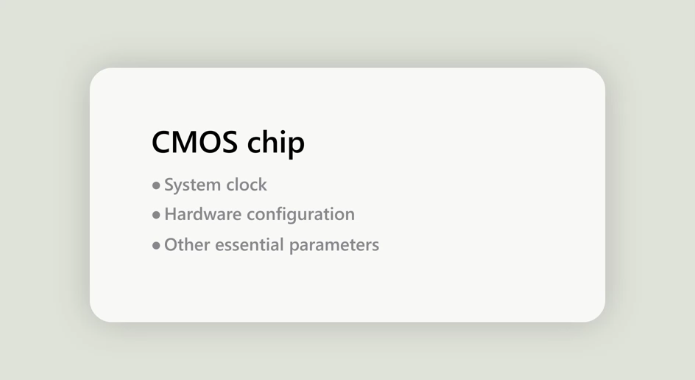 CMOS chip
● System clock
● Hardware configuration
● Other essential parameters